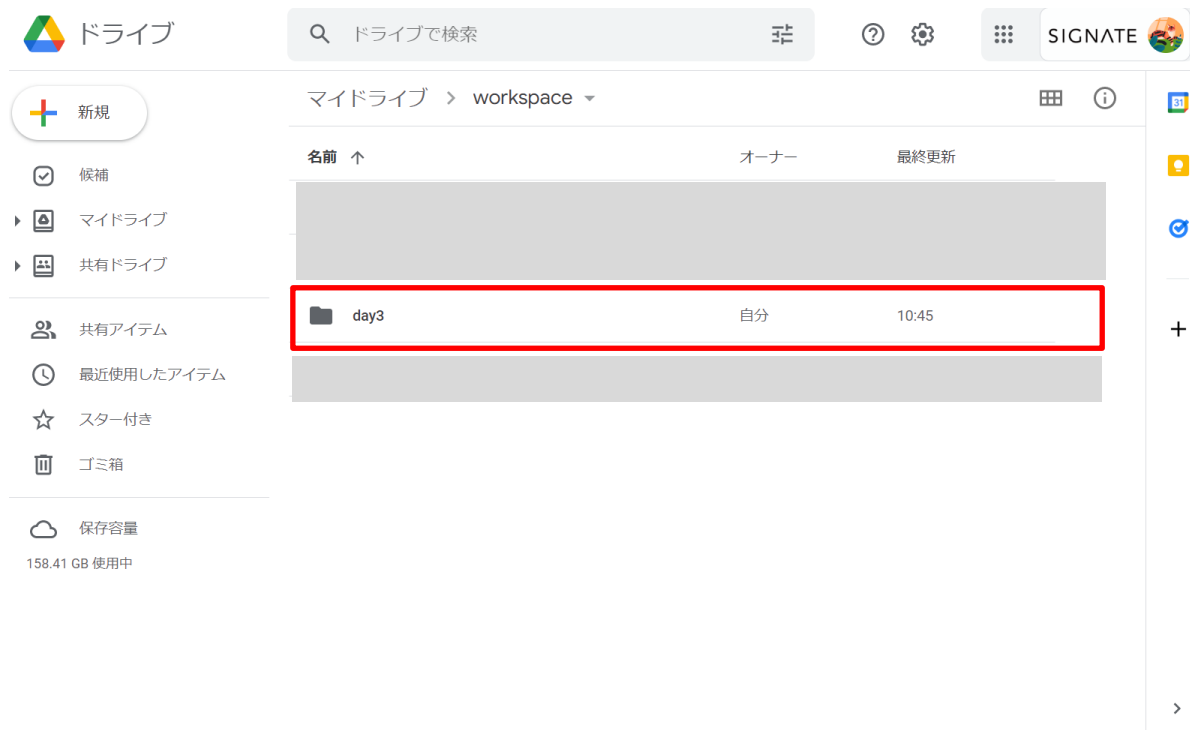 ドライブ
ドライブで検索
SIGNATE
新規
マイドライブ > workspace
候補
マイドライブ
共有ドライブ
共有アイテム
最近使用したアイテム
スター付き
ゴミ箱
保存容量
158.41 GB 使用中
名前 オーナー 最終更新
day3 自分 10:45
31